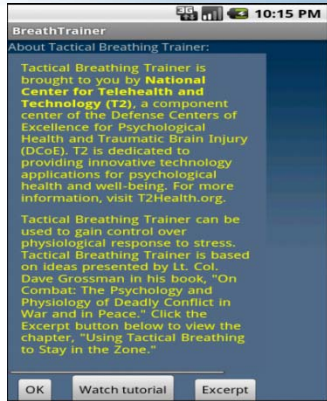 3G 10:15 PM
BreathTrainer
About Tactical Breathing Trainer:
Tactical Breathing Trainer is
brought to you by National
Center for Telehealth and
Technology (T2), a component
center of the Defense Centers of
Excellence for Psychological
Health and Traumatic Brain Injury
(DCoE). T2 is dedicated to
providing innovative technology
applications for psychological
health and well-being. For more
information, visit T2Health.org.
Tactical Breathing Trainer can be
used to gain control over
physiological response to stress.
Tactical Breathing Trainer is based
on ideas presented by Lt. Col.
Dave Grossman in his book, "On
Combat: The Psychology and
Physiology of Deadly Conflict in
War and in Peace." Click the
Excerpt button below to view the
chapter, "Using Tactical Breathing
to Stay in the Zone."
OK Watch tutorial Excerpt